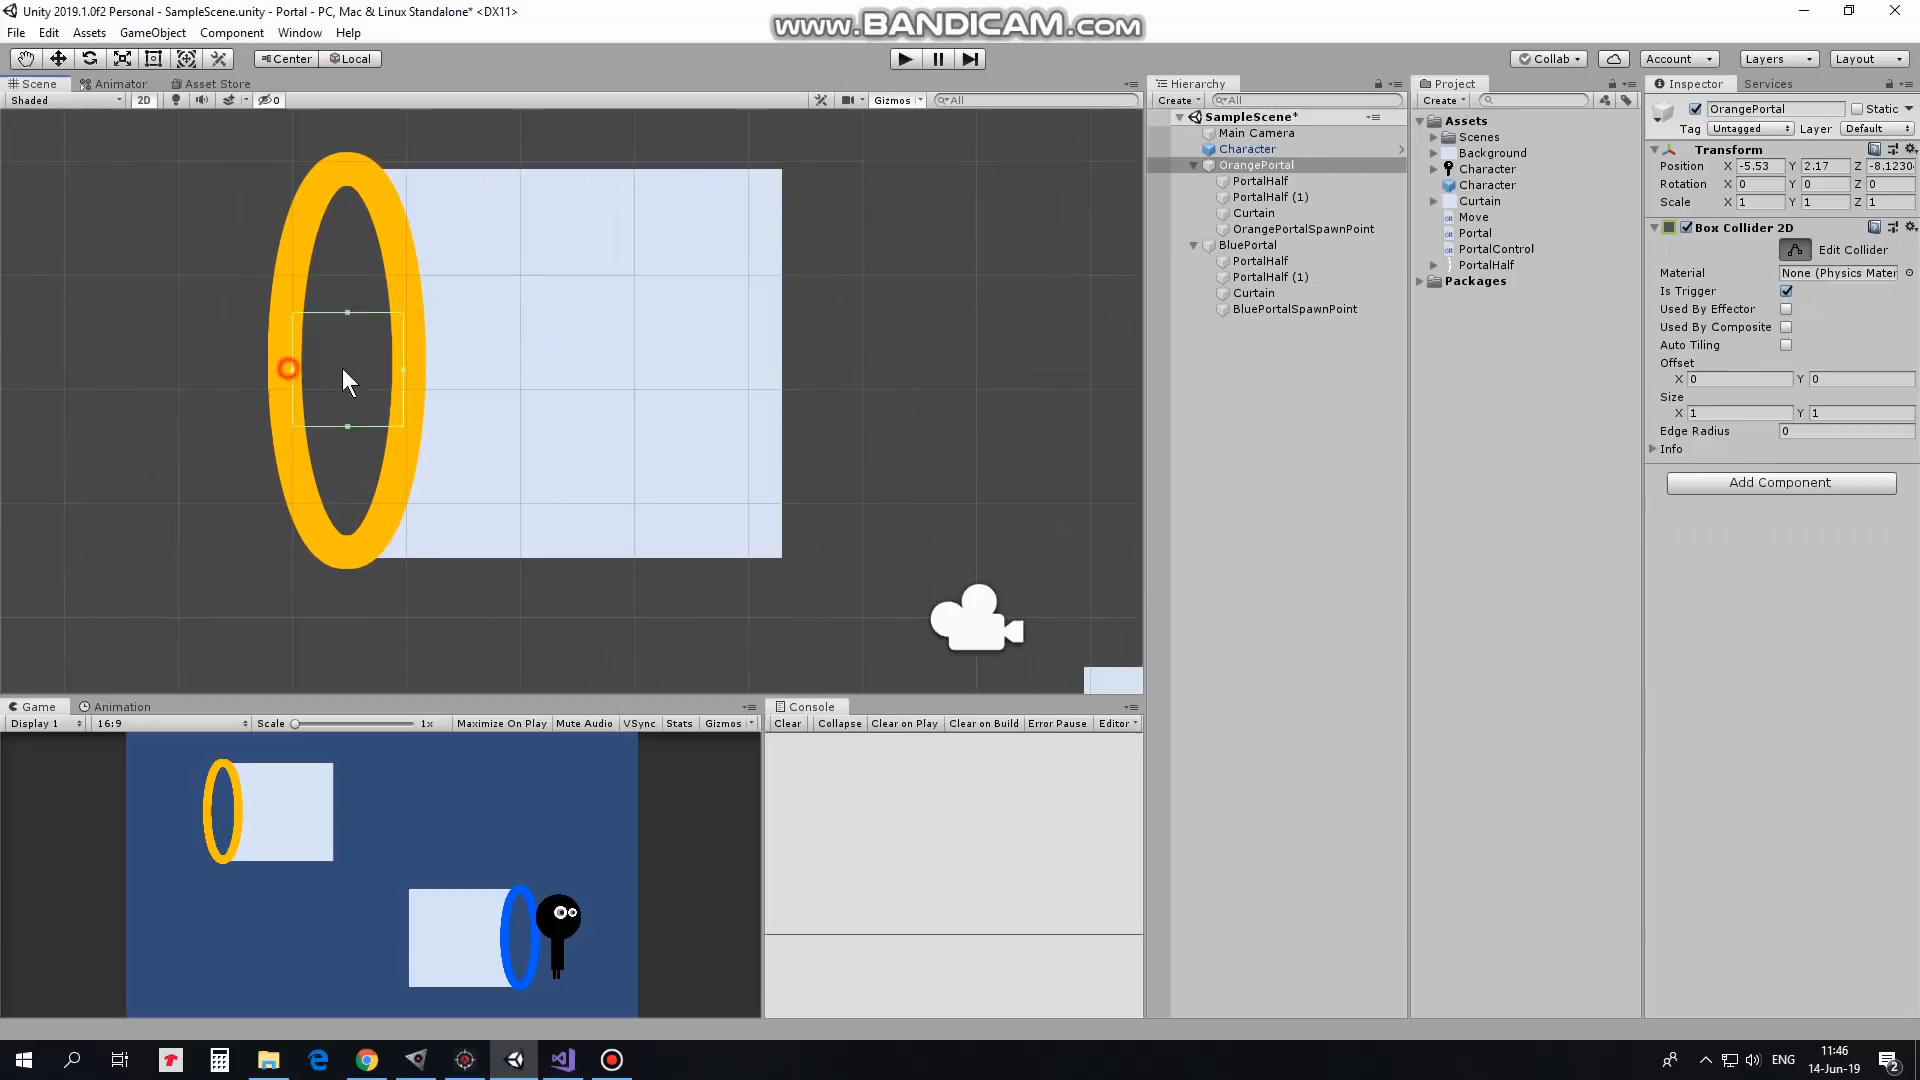 Unity 2019.1.0f2 Personal - SampleScene.unity - Portal - PC, Mac & Linux Standalone* <DX11>
www.BANDICAM.com
File Edit Assets GameObject Component Window Help
Center Local
Collab Account Layers Layout
Scene Animator Asset Store
Shaded 2D 0 Gizmos All
Hierarchy
Create All
SampleScene*
Main Camera
Character
OrangePortal
PortalHalf
PortalHalf (1)
Curtain
OrangePortalSpawnPoint
BluePortal
PortalHalf
PortalHalf (1)
Curtain
BluePortalSpawnPoint
Project
Create
Assets
Scenes
Background
Character
Character
Curtain
Move
Portal
PortalControl
PortalHalf
Packages
Inspector Services
OrangePortal Static
Tag Untagged Layer Default
Transform
Position X -5.53 Y 2.17 Z -8.1230
Rotation X 0 Y 0 Z 0
Scale X 1 Y 1 Z 1
Box Collider 2D
Edit Collider
Material None (Physics Mater
Is Trigger
Used By Effector
Used By Composite
Auto Tiling
Offset
X 0 Y 0
Size
X 1 Y 1
Edge Radius 0
Info
Add Component
Game Animation
Display 1 16:9 Scale 1x Maximize On Play Mute Audio VSync Stats Gizmos
Console
Clear Collapse Clear on Play Clear on Build Error Pause Editor
ENG
11:46
14-Jun-19
2